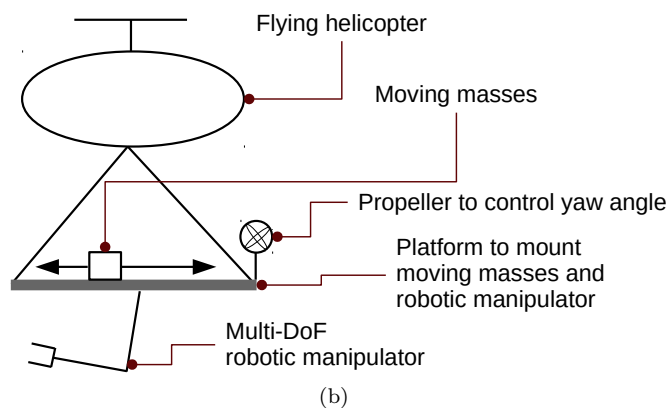 Flying helicopter
Moving masses
Propeller to control yaw angle
Platform to mount
moving masses and
robotic manipulator
Multi-DoF
robotic manipulator
(b)